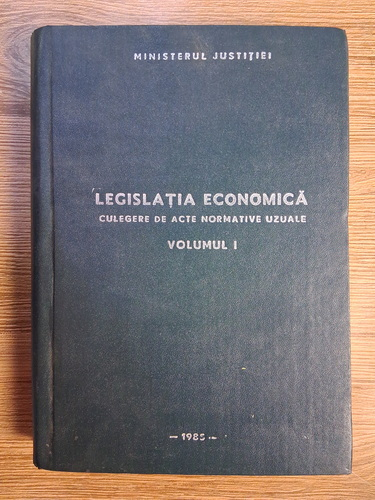 MINISTERUL JUSTIȚIEI
LEGISLAȚIA ECONOMICĂ
CULEGERE DE ACTE NORMATIVE UZUALE
VOLUMUL I
— 1985 —